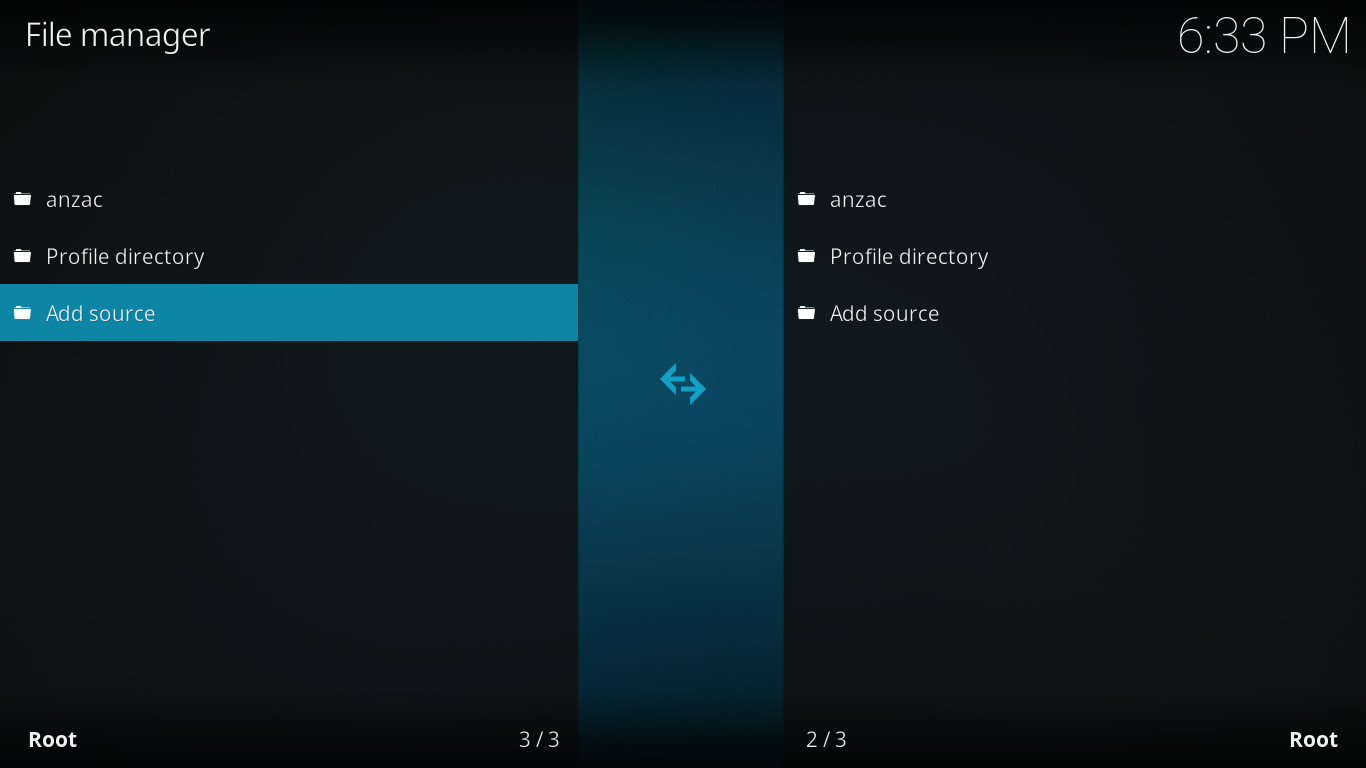 File manager
6:33 PM
anzac
Profile directory
Add source
anzac
Profile directory
Add source
Root
3 / 3
2 / 3
Root